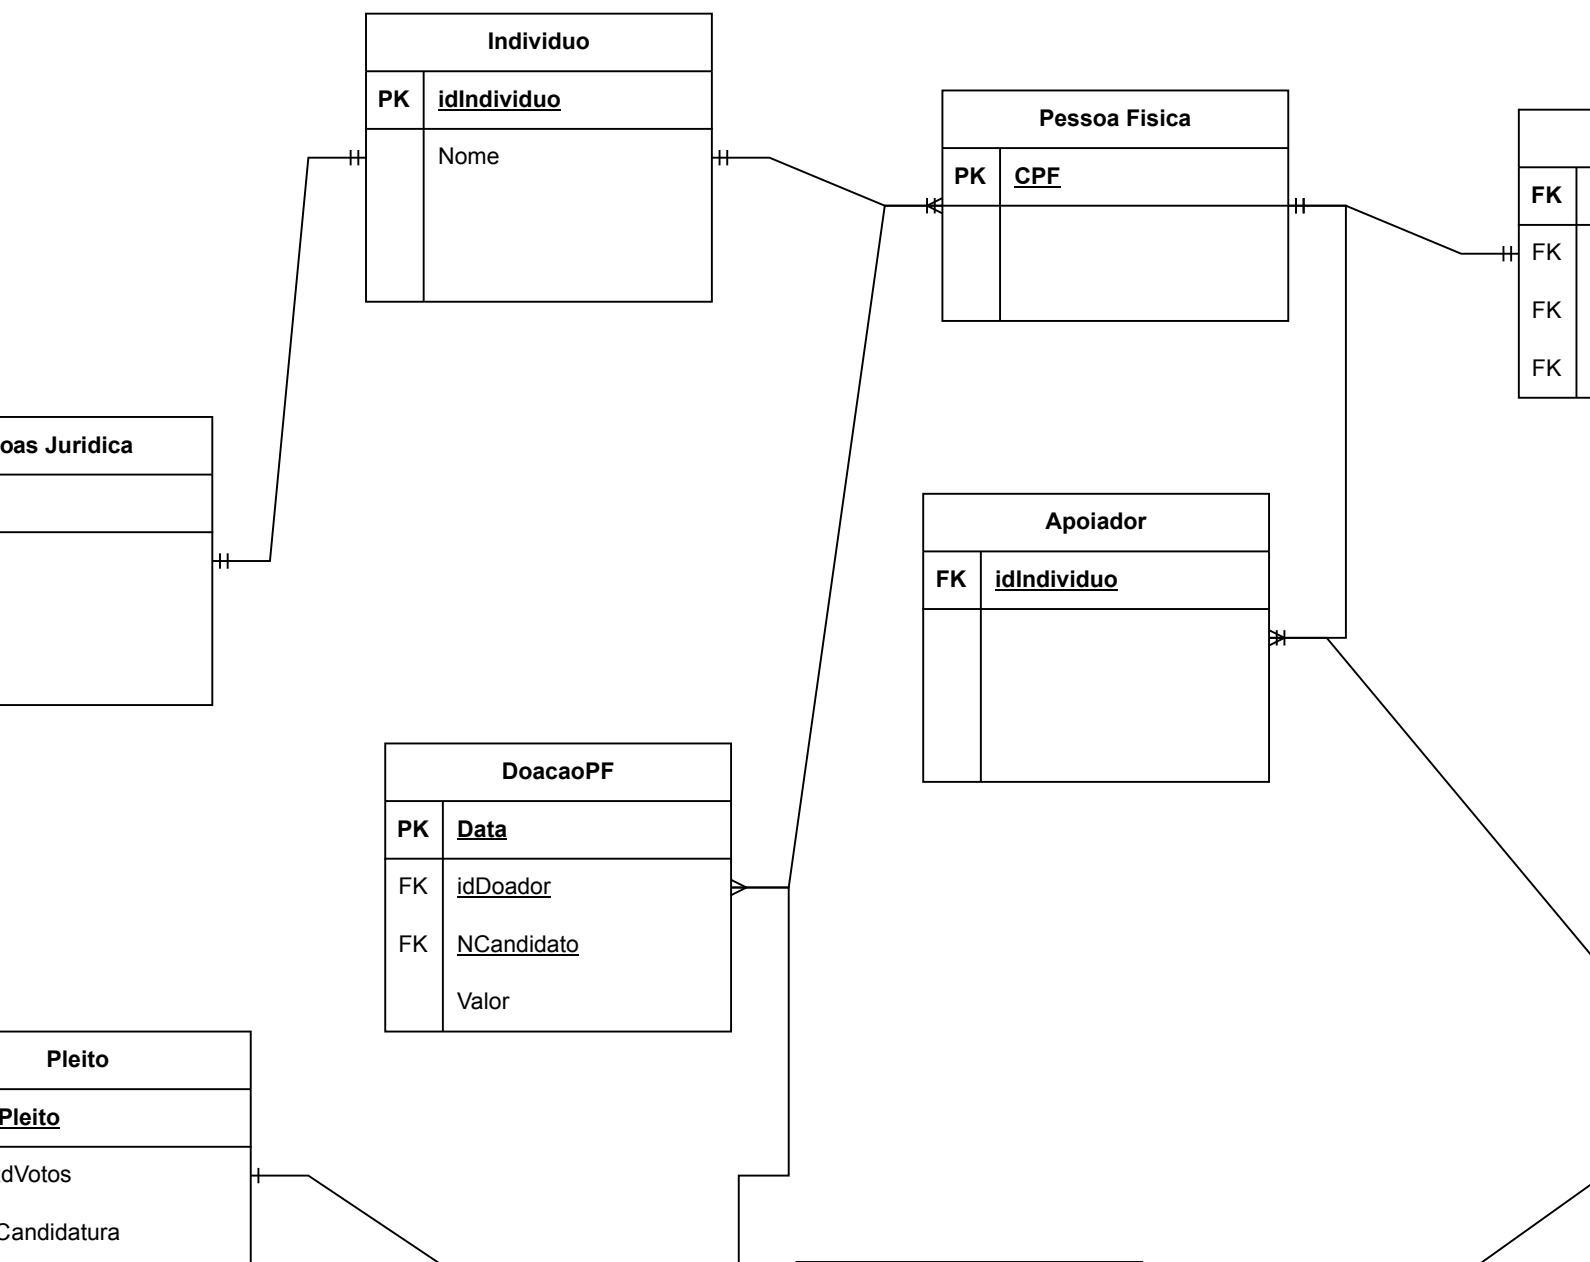 Individuo
PK idIndividuo
Nome
Pessoa Fisica
PK CPF
FK
FK
FK
FK
oas Juridica
Apoiador
FK idIndividuo
DoacaoPF
PK Data
FK idDoador
FK NCandidato
Valor
Pleito
Pleito
dVotos
Candidatura